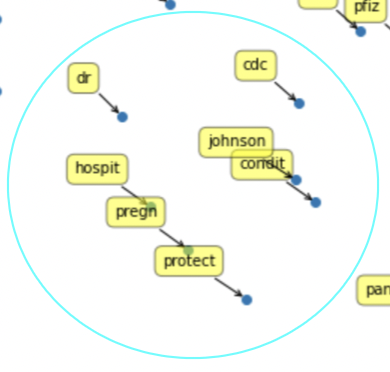 pfiz
cdc
dr
johnson
condit
hospit
pregn
protect
pan